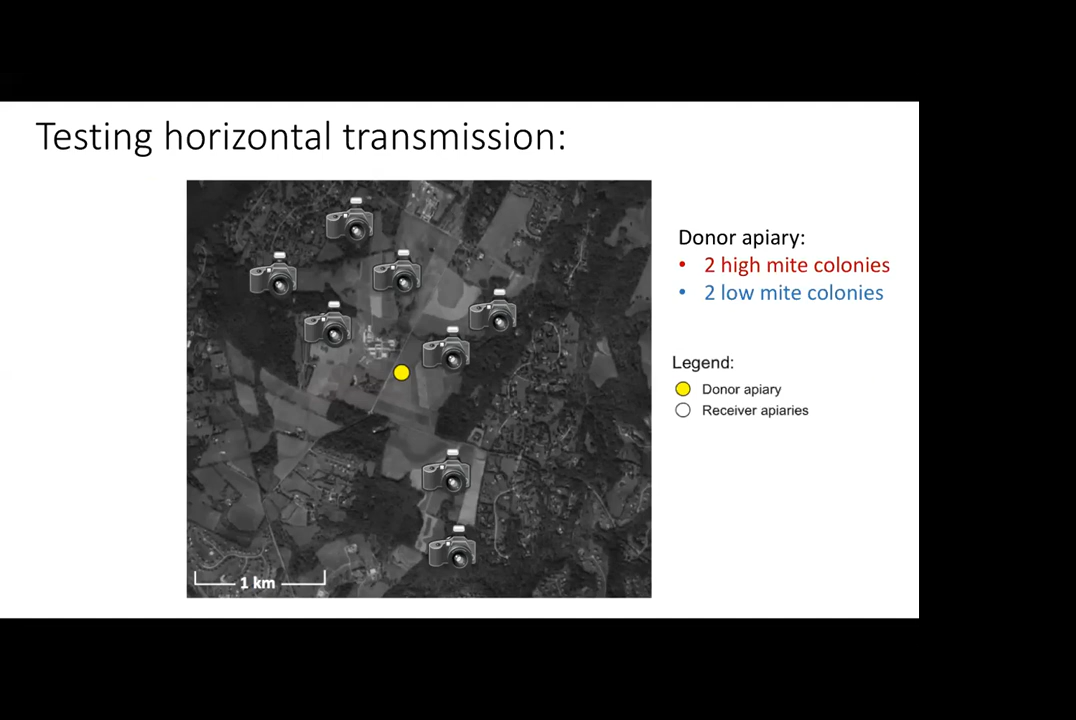 Testing horizontal transmission:
Donor apiary:
• 2 high mite colonies
• 2 low mite colonies
Legend:
Donor apiary
Receiver apiaries
1 km